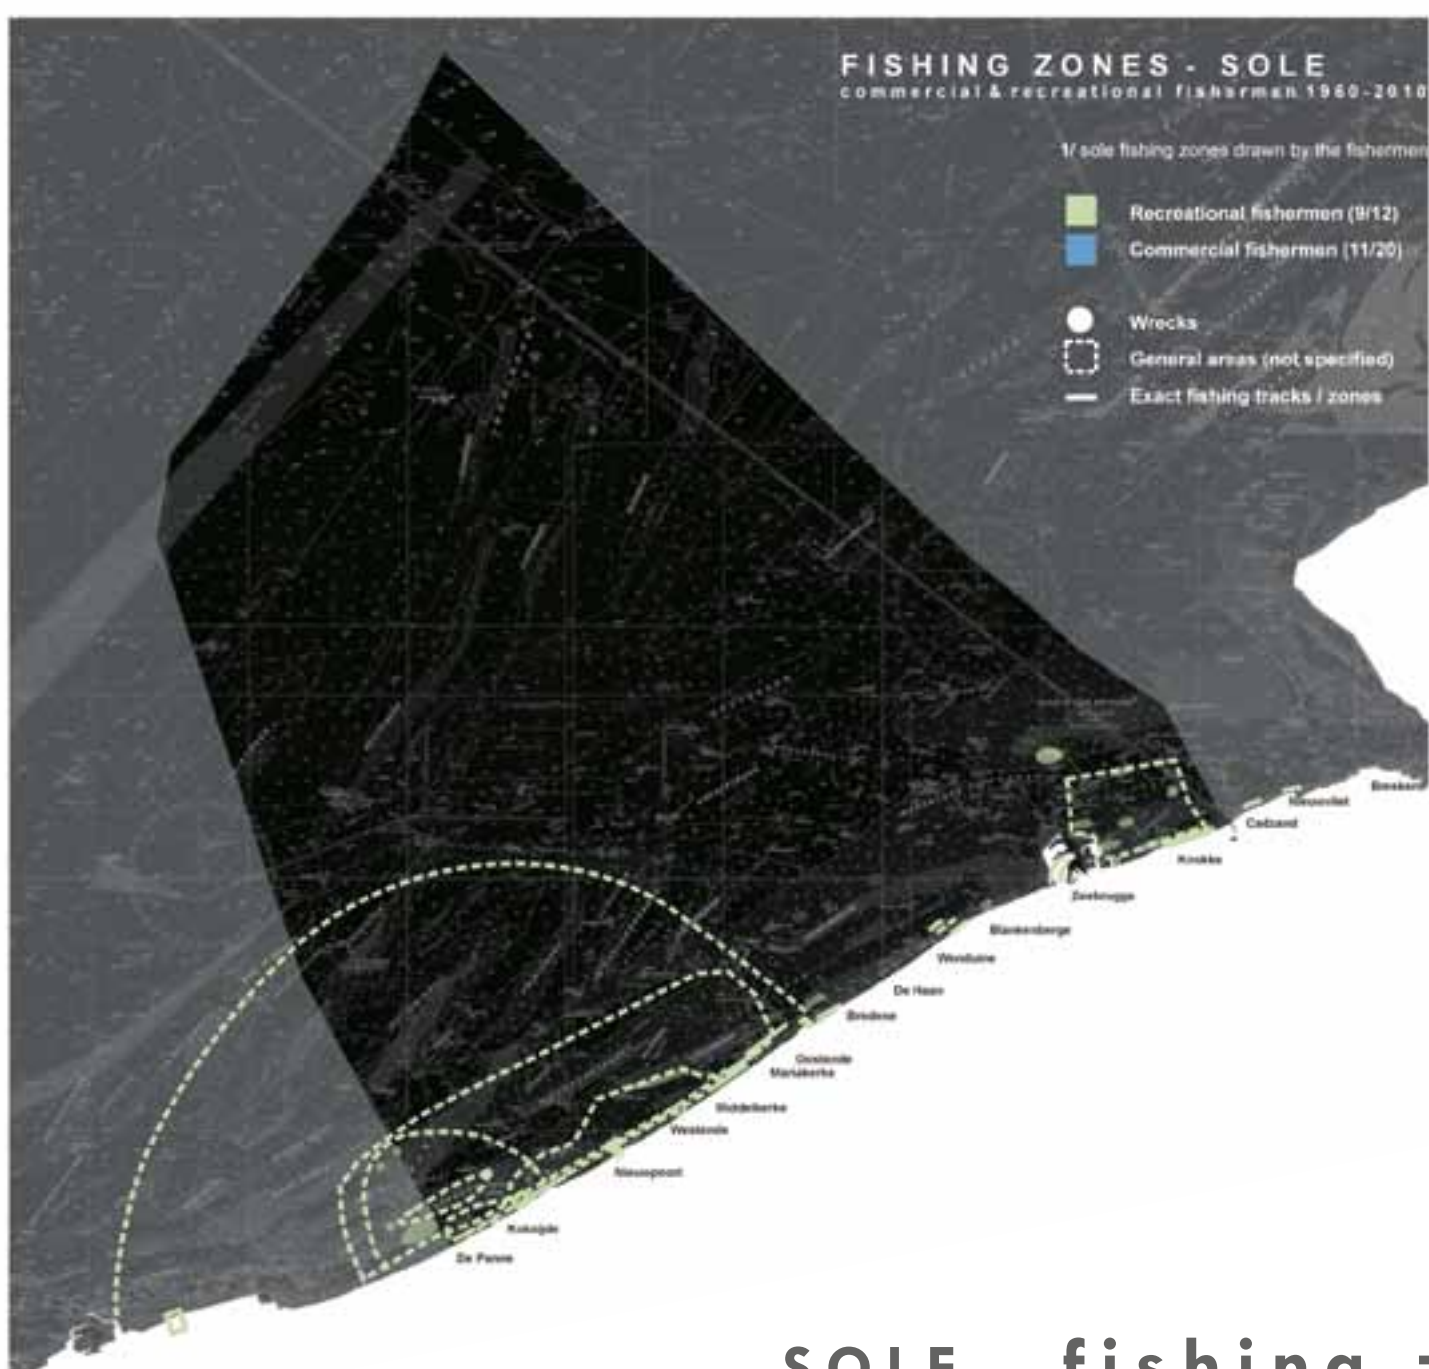 FISHING ZONES - SOLE
commercial & recreational fisherman 1960-2010
1/ sole fishing zones drawn by the fishermen
Recreational fishermen (9/12)
Commercial fishermen (11/20)
Wrecks
General areas (not specified)
Exact fishing tracks / zones
Breskens
Nieuwvliet
Cadzand
Knokke
Zeebrugge
Blankenberge
Wenduine
De Haan
Bredene
Oostende
Mariakerke
Middelkerke
Westende
Nieuwpoort
Koksijde
De Panne
SOLE fishing